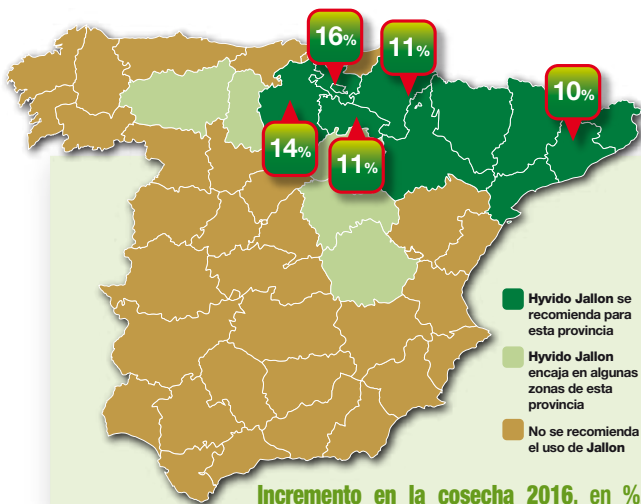 16%
11%
10%
14%
11%
Hyvido Jallon se
recomienda para
esta provincia
Hyvido Jallon
encaja en algunas
zonas de esta
provincia
No se recomienda
el uso de Jallon
Incremento en la cosecha 2016, en %